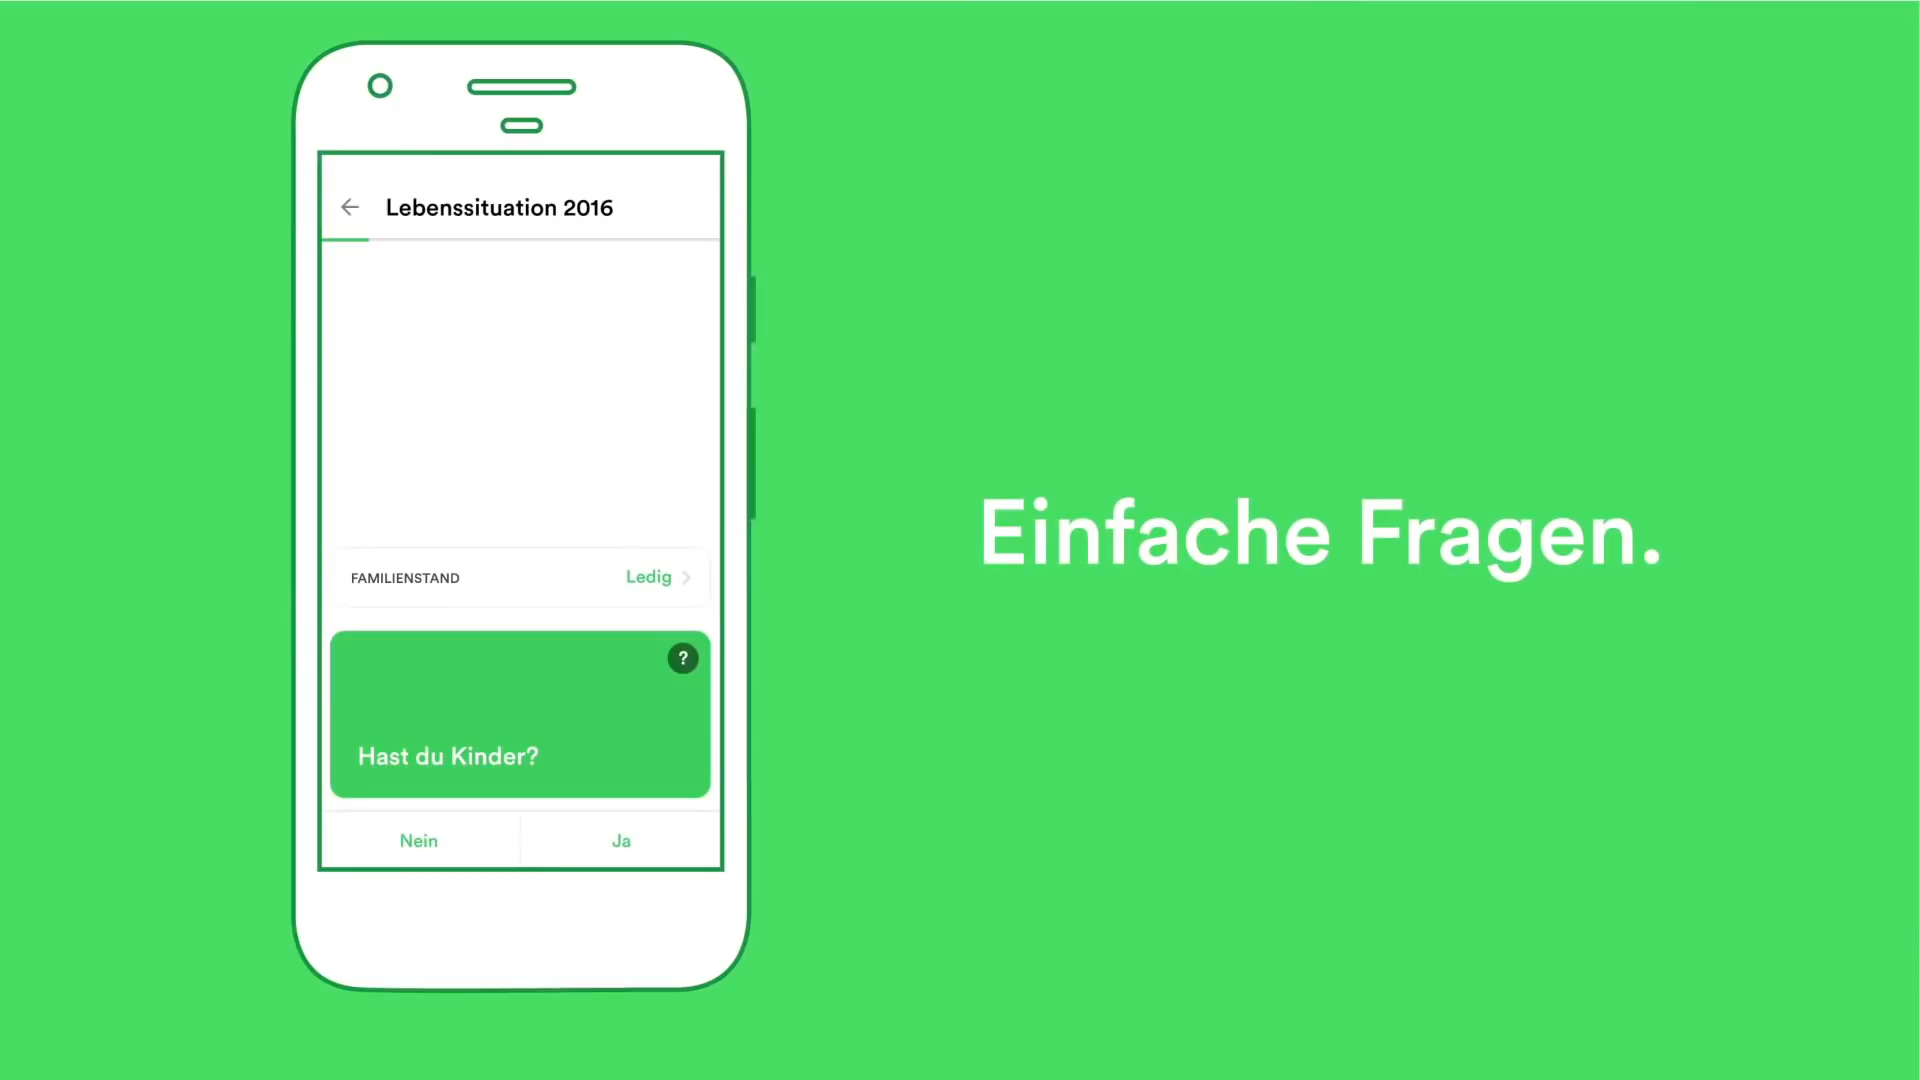 Lebenssituation 2016
FAMILIENSTAND Ledig
?
Hast du Kinder?
Nein Ja
Einfache Fragen.